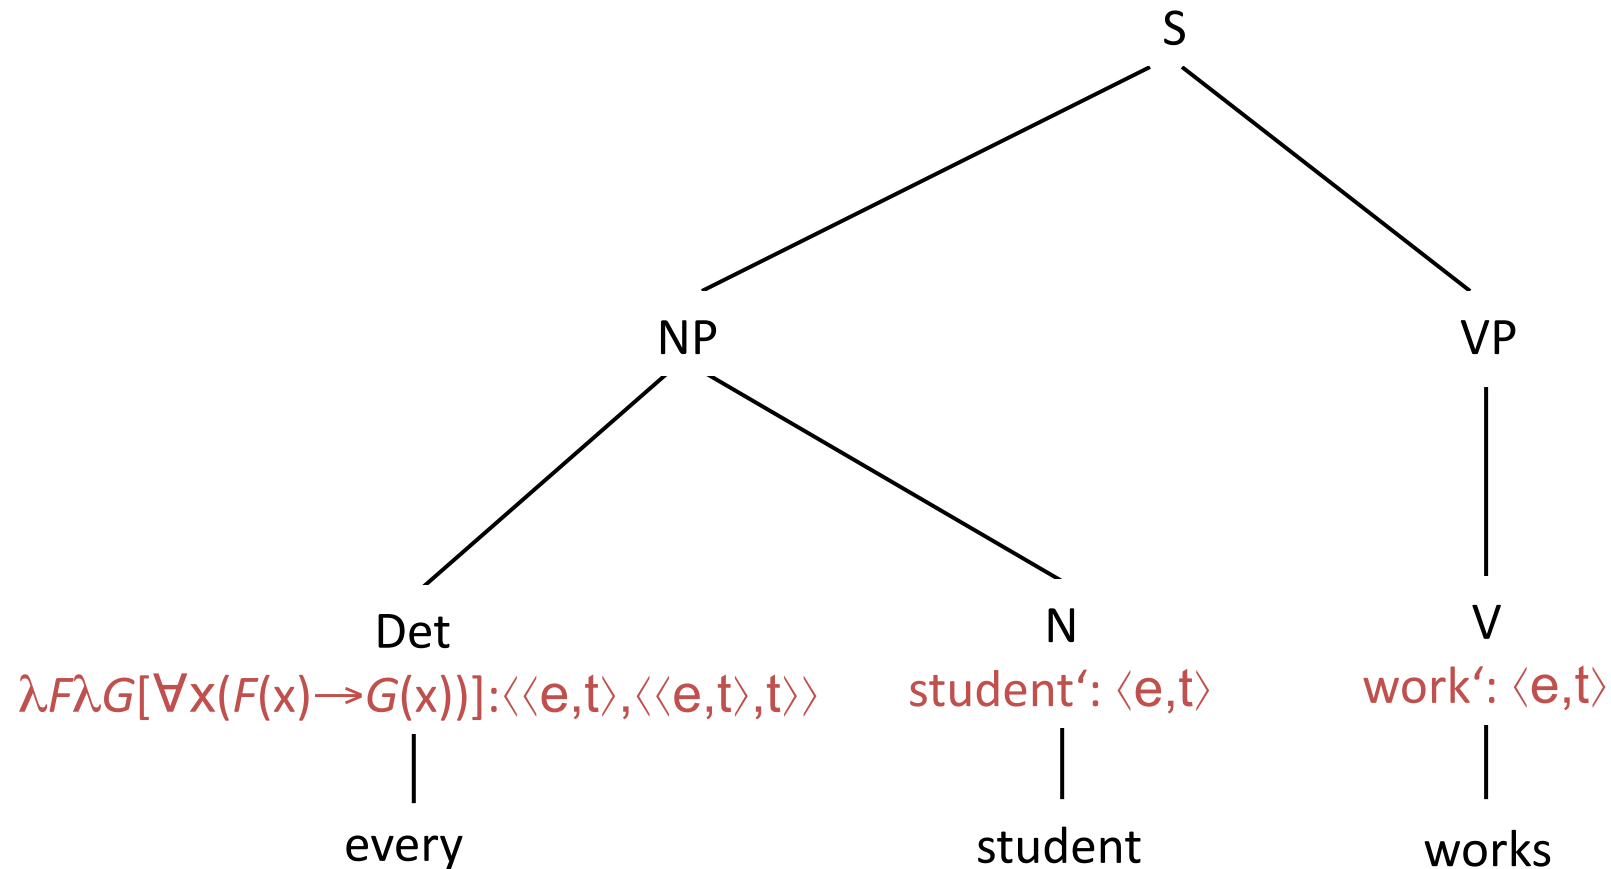 S
NP VP
Det N V
λFλG[∀x(F(x)→G(x))]:⟨⟨e,t⟩,⟨⟨e,t⟩,t⟩⟩ student‘: ⟨e,t⟩ work‘: ⟨e,t⟩
every student works